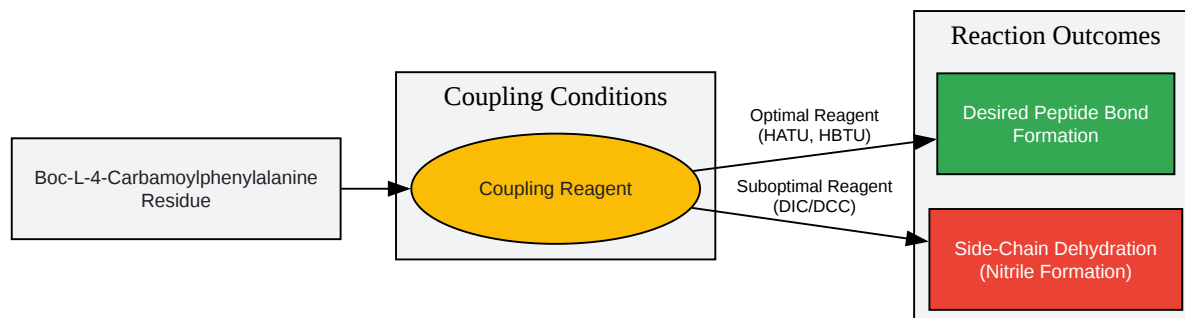 Boc-L-4-Carbamoylphenylalanine
Residue
Coupling Conditions
Coupling Reagent
Optimal Reagent
(HATU, HBTU)
Suboptimal Reagent
(DIC/DCC)
Reaction Outcomes
Desired Peptide Bond
Formation
Side-Chain Dehydration
(Nitrile Formation)